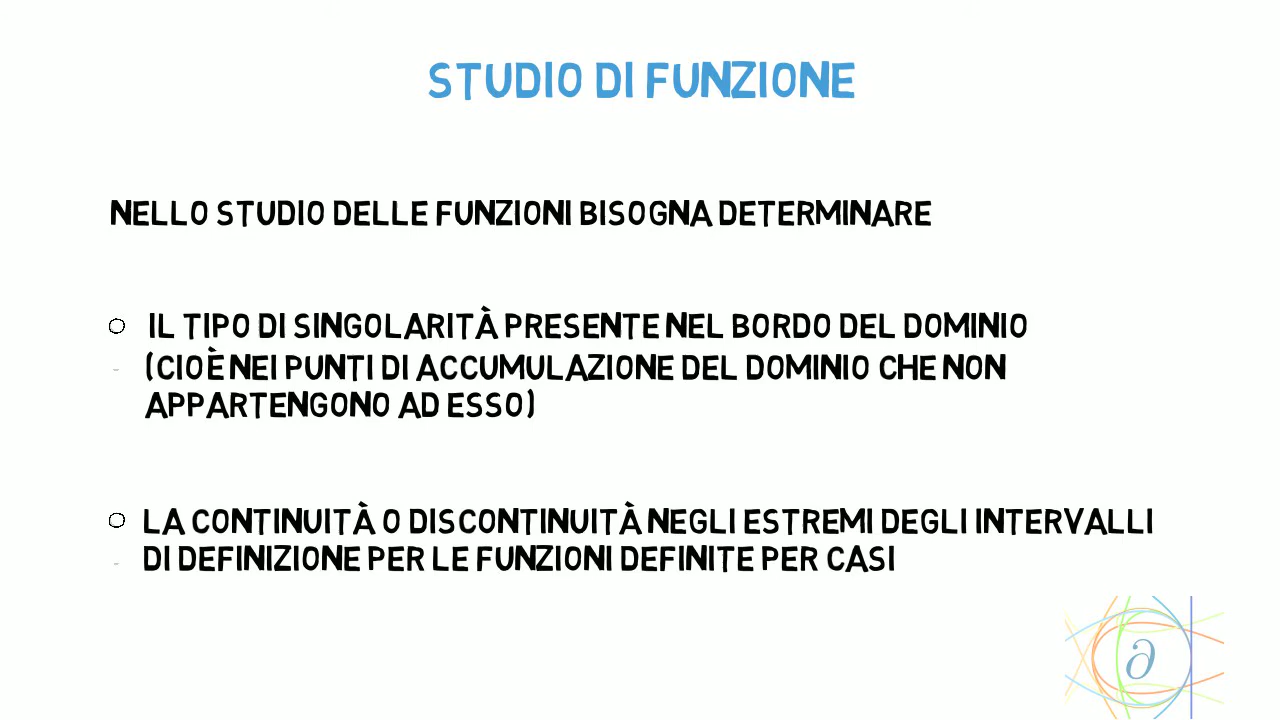 STUDIO DI FUNZIONE
NELLO STUDIO DELLE FUNZIONI BISOGNA DETERMINARE
IL TIPO DI SINGOLARITÀ PRESENTE NEL BORDO DEL DOMINIO
(CIOÈ NEI PUNTI DI ACCUMULAZIONE DEL DOMINIO CHE NON
APPARTENGONO AD ESSO)
LA CONTINUITÀ O DISCONTINUITÀ NEGLI ESTREMI DEGLI INTERVALLI
DI DEFINIZIONE PER LE FUNZIONI DEFINITE PER CASI
∂